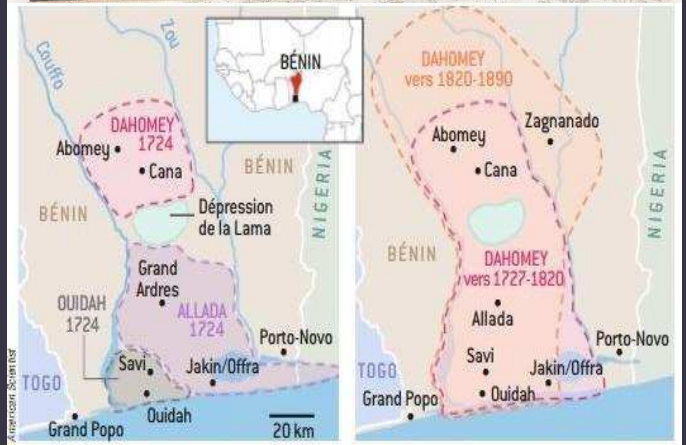 Couffo
Zou
BÉNIN
DAHOMEY
1724
Abomey
Cana
BÉNIN
BÉNIN
NIGERIA
Dépression
de la Lama
Grand
Ardres
OUIDAH
1724
ALLADA
1724
Porto-Novo
Savi
Jakin/Offra
TOGO
Ouidah
Grand Popo
20 km
American Scientist
DAHOMEY
vers 1820-1890
Zagnanado
Abomey
Cana
NIGERIA
BÉNIN
DAHOMEY
vers 1727-1820
Allada
Porto-Novo
Savi
Jakin/Offra
TOGO
Grand Popo
Ouidah